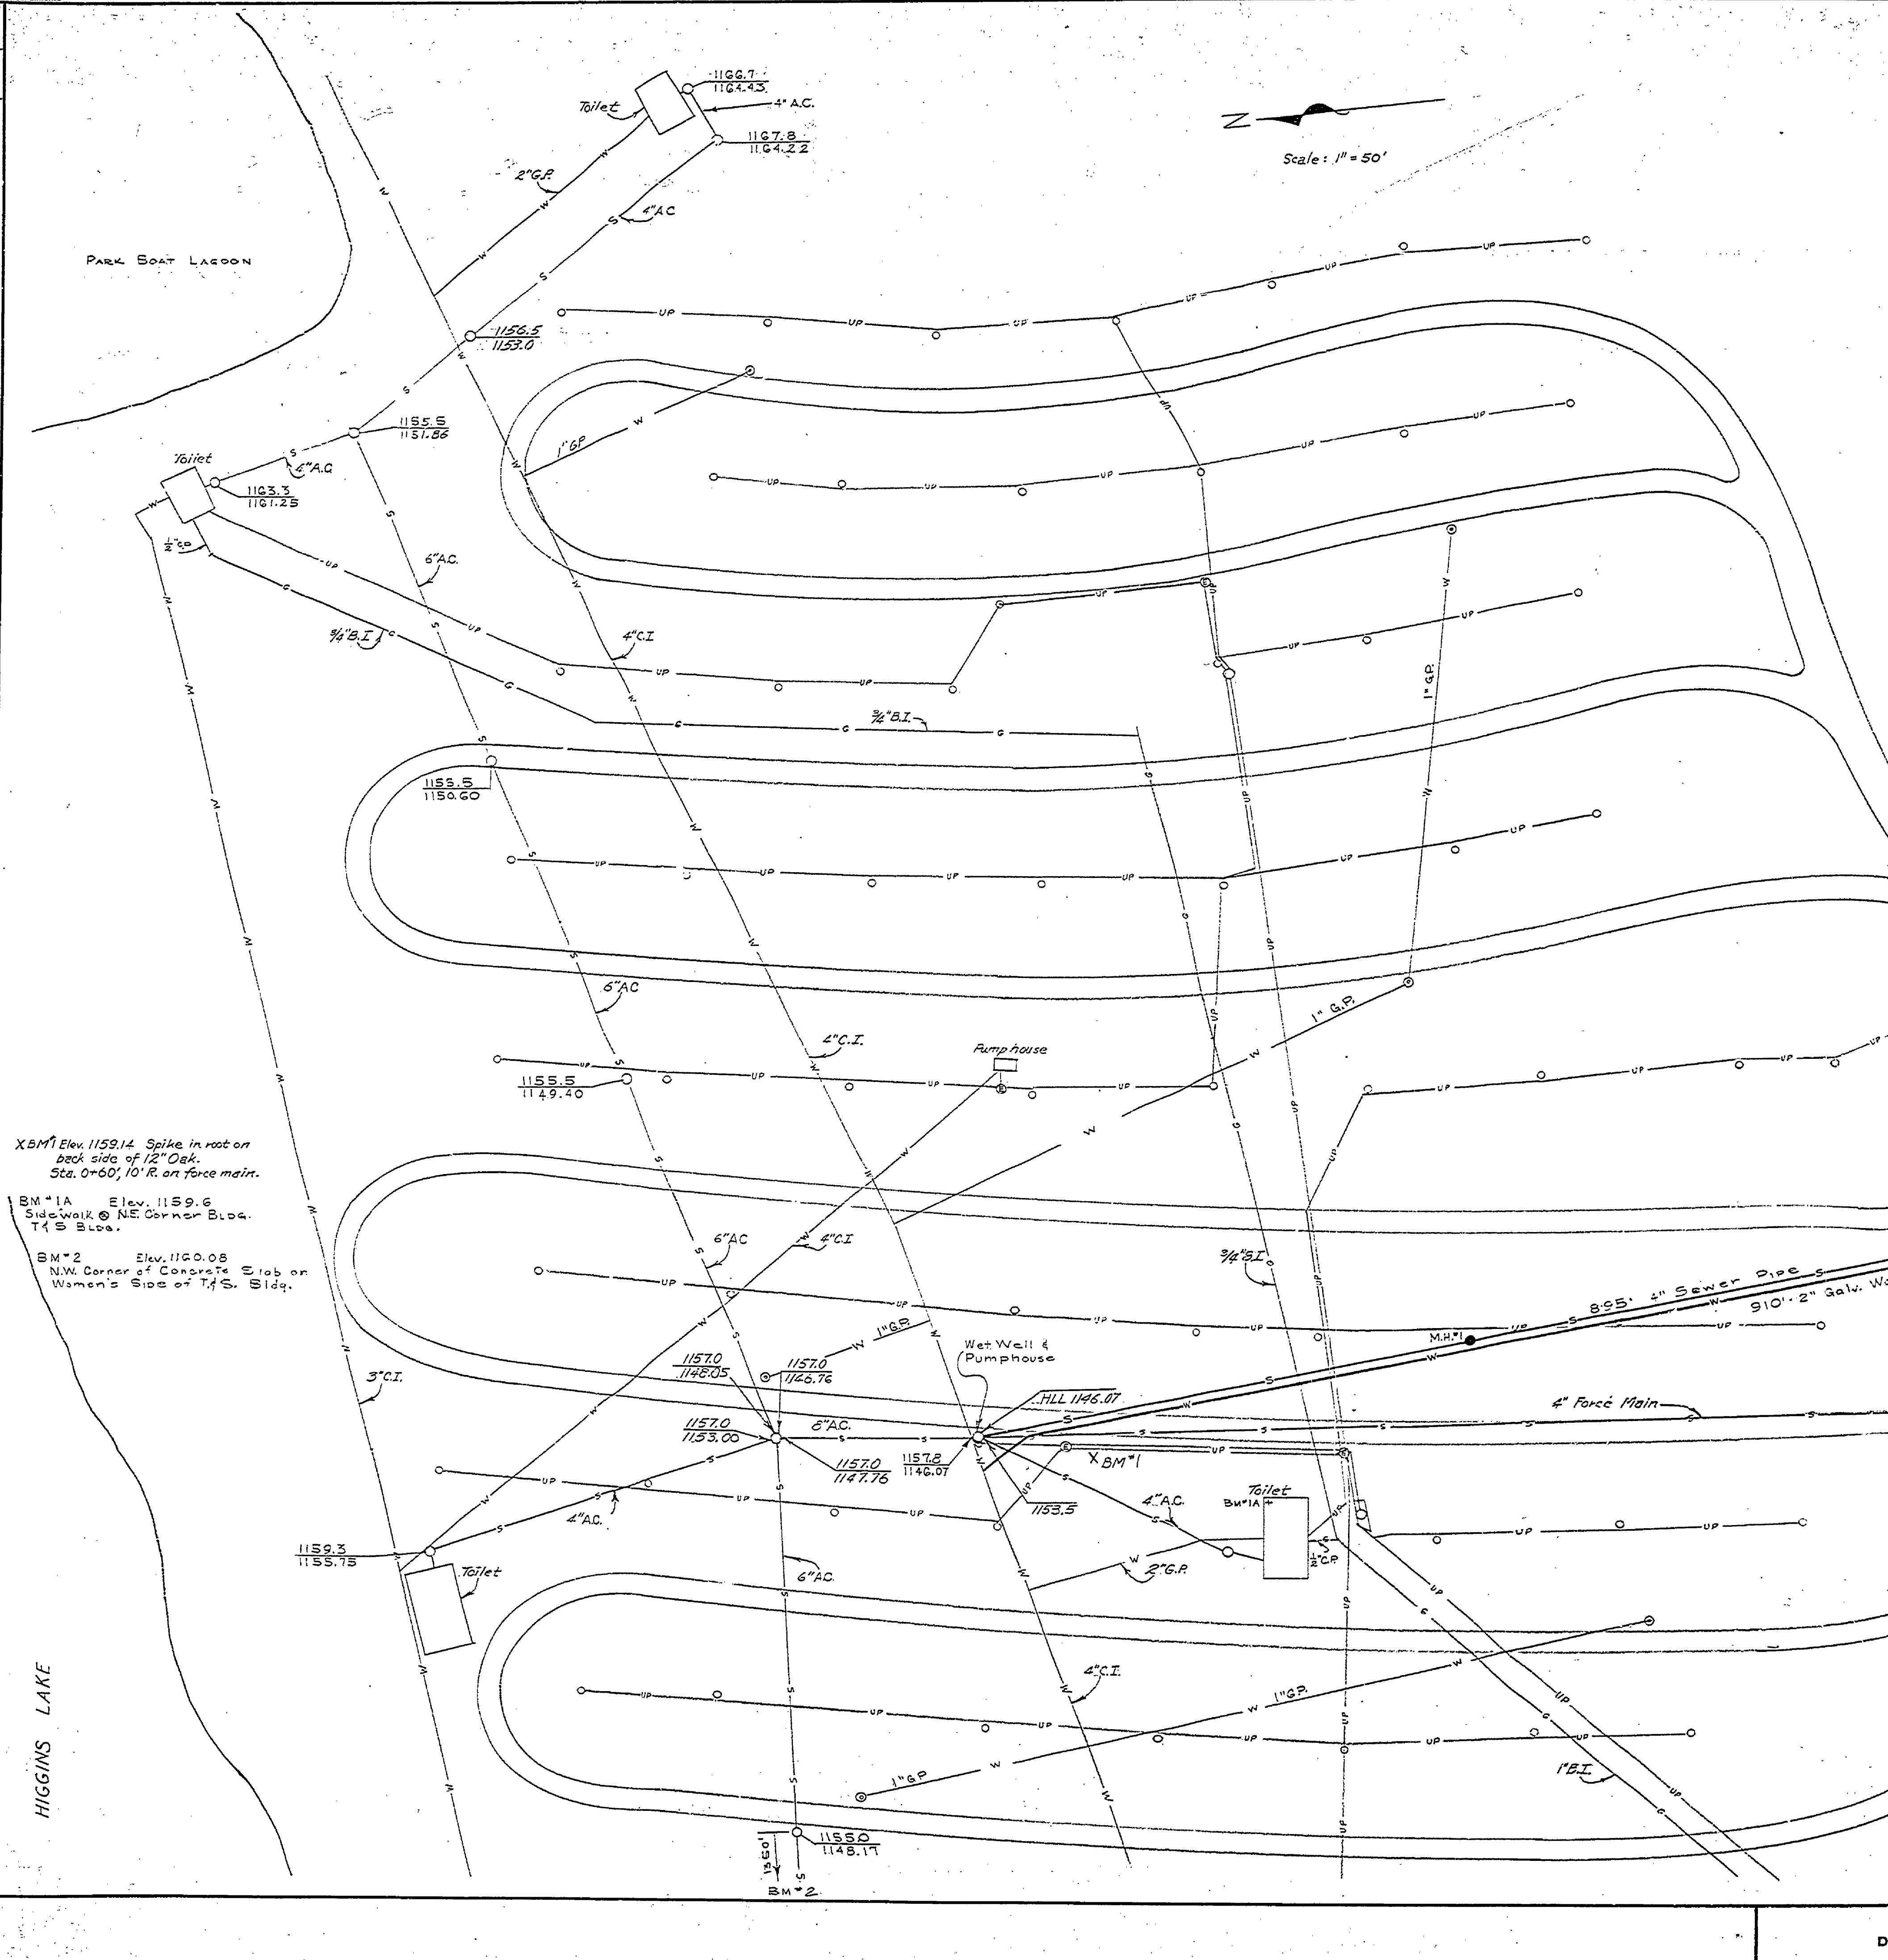 1166.7
1164.43
Toilet
4" A.C.
1167.8
1164.22
Z
Scale: 1" = 50'
2" G.P.
4" A.C
PARK BOAT LAGOON
1156.5
1153.0
1155.5
1151.86
1" GP
Toilet
4" A.C.
1163.3
1161.25
6" A.C.
3/4" B.I.
4" C.I
1" G.P.
3/4" B.I.
1153.5
1150.60
6" AC
1" G.P.
4" C.I.
Pumphouse
1155.5
1149.40
XBM#1 Elev. 1159.14 Spike in root on
back side of 12" Oak.
Sta. 0+60', 10' R. on force main.
BM #1A Elev. 1159.6
Sidewalk @ N.E. Corner BLDG.
T&S BLDG.
BM #2 Elev. 1160.08
N.W. Corner of Concrete Slab on
Women's Side of T.&S. Bldg.
6" AC
4" C.I
3/4" B.I.
895' 4" Sewer Pipe
910'- 2" Galv.
1" G.P.
M.H.#1
Wet Well &
Pumphouse
1157.0
1148.05
1157.0
1146.76
3" C.I.
HLL 1146.07
4" Force Main
1157.0
1153.00
8" A.C.
1157.0
1147.76
1157.8
1146.07
X BM#1
1153.5
4" A.C.
Toilet
BM#1A +
4" A.C.
1159.3
1155.75
Toilet
6" AC.
2" G.P.
1/2" C.P.
4" C.I.
1" G.P.
HIGGINS LAKE
1" G.P
1" B.I.
1155.0
1148.17
1350'
BM #2
D